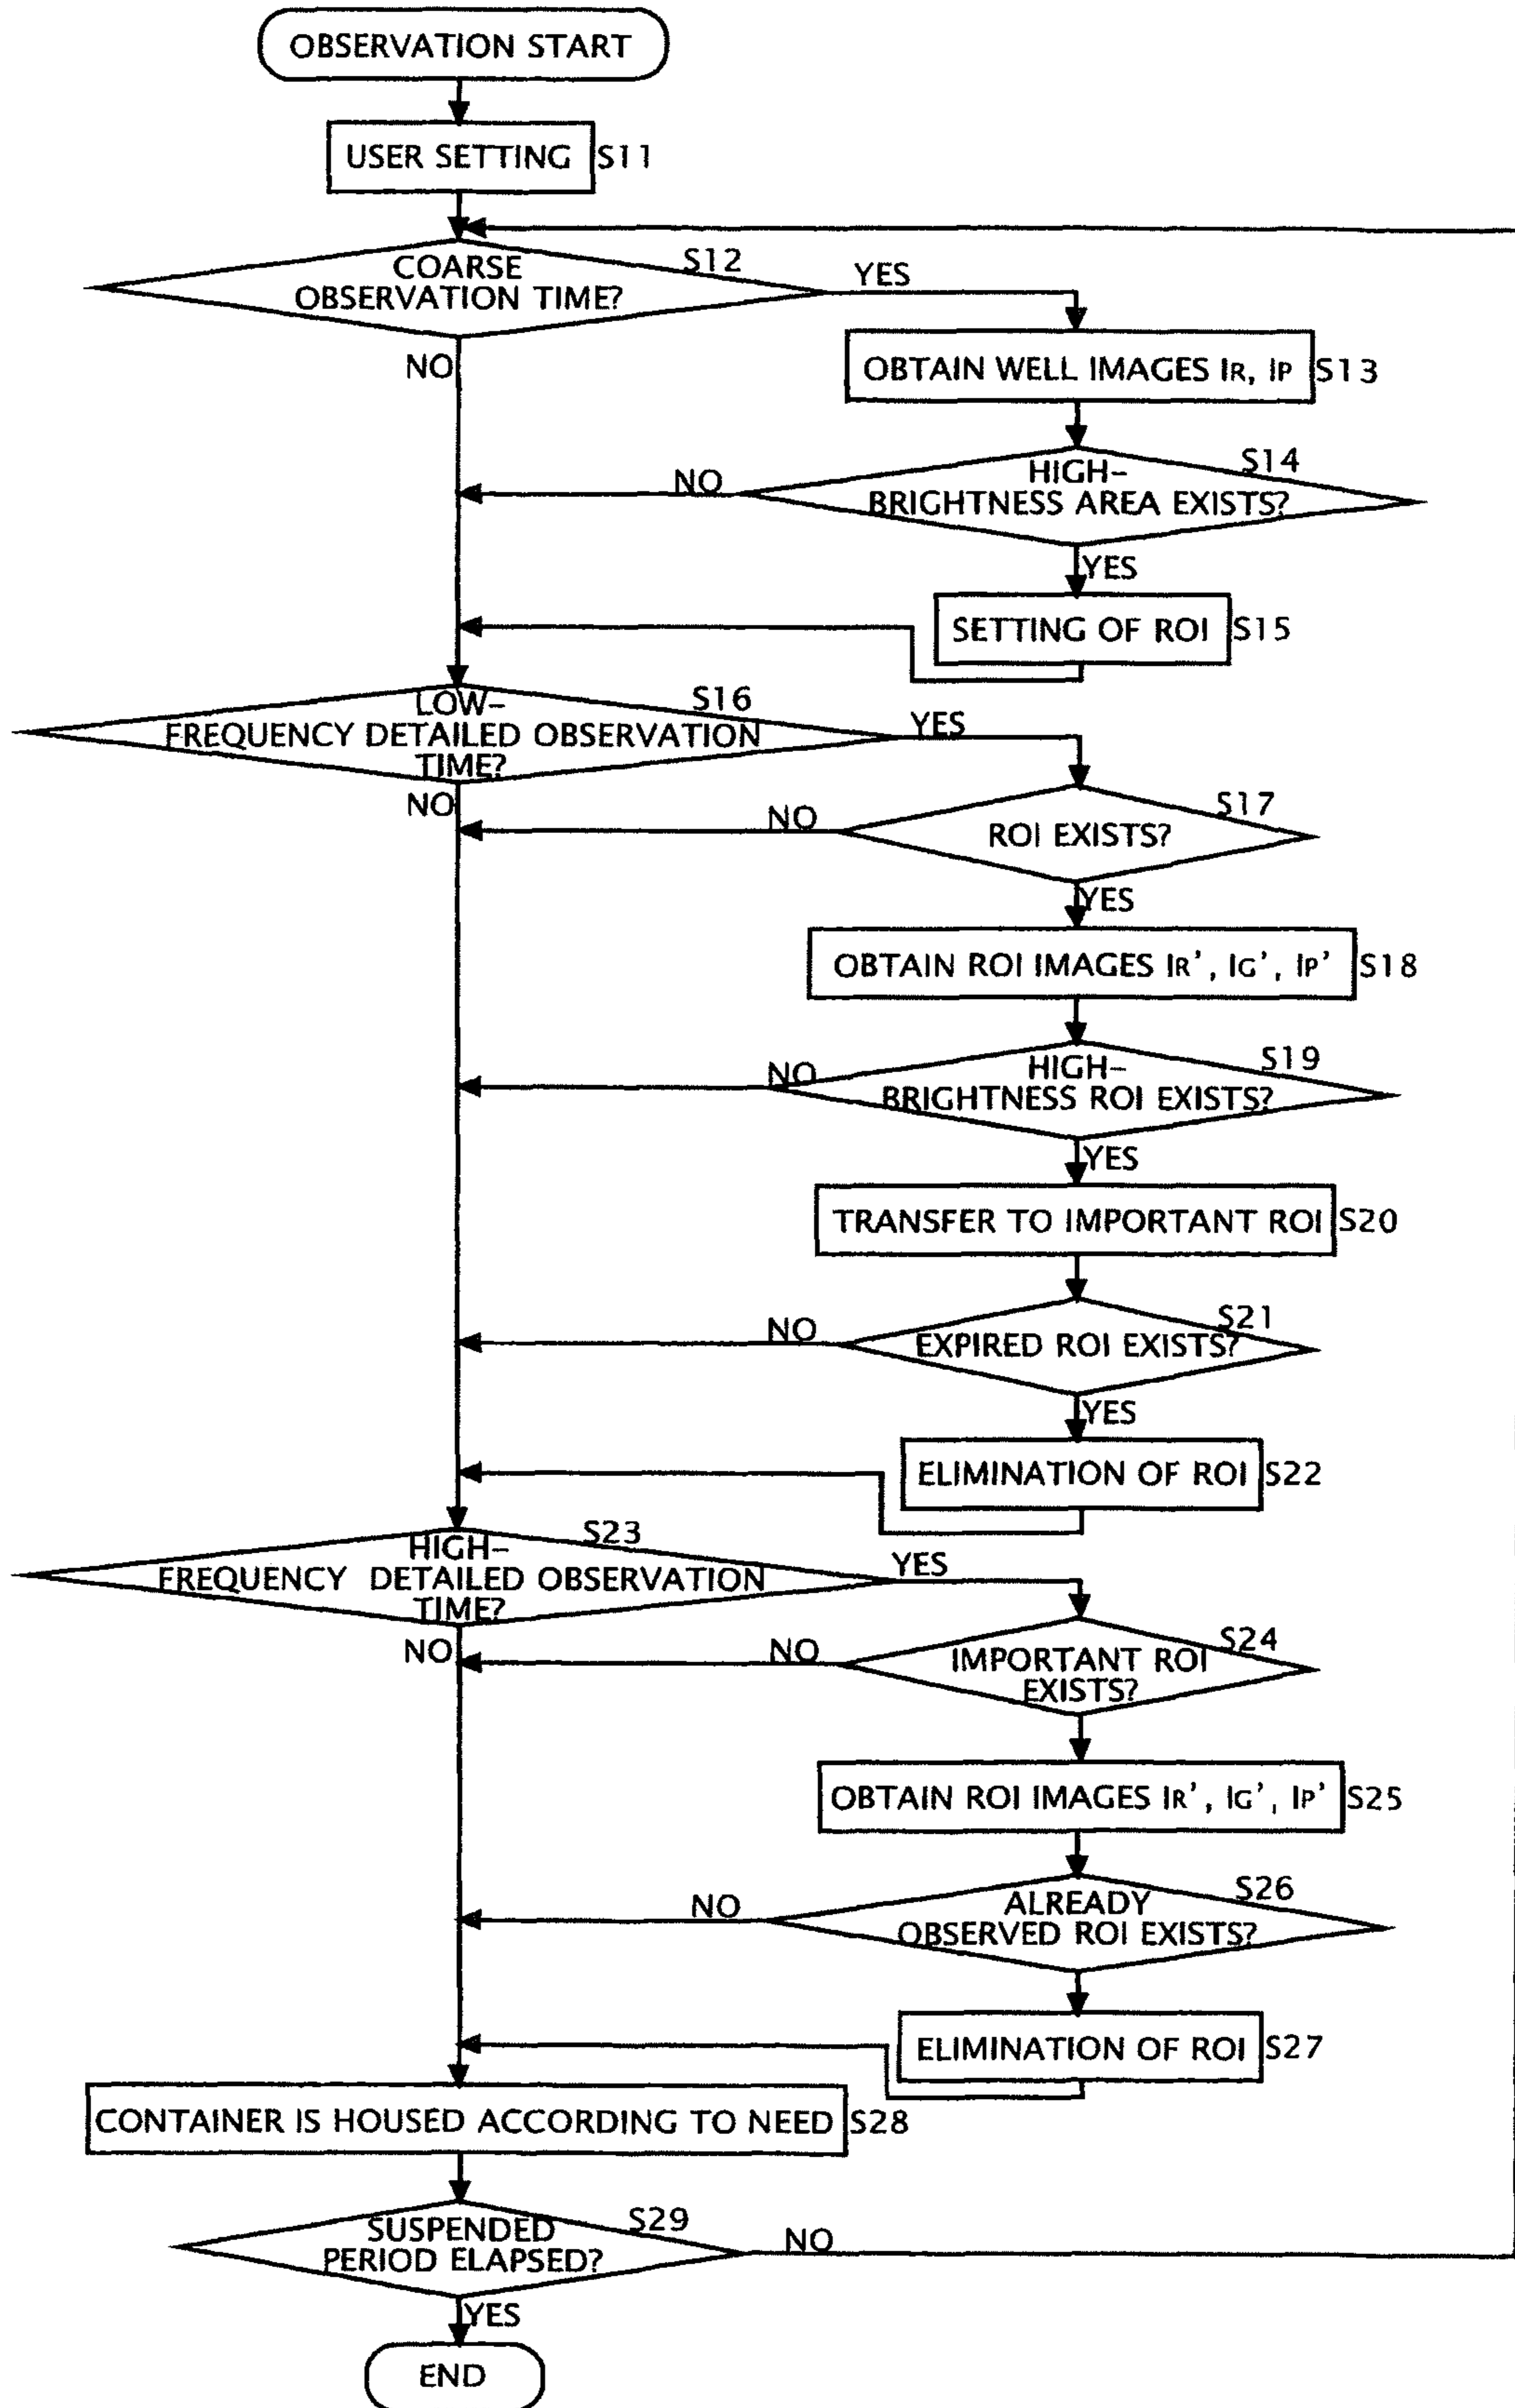 OBSERVATION START
USER SETTING S11
COARSE S12
OBSERVATION TIME?
YES
NO
OBTAIN WELL IMAGES IR, IP S13
HIGH- S14
BRIGHTNESS AREA EXISTS?
NO
YES
SETTING OF ROI S15
LOW- S16
FREQUENCY DETAILED OBSERVATION
TIME?
YES
NO
S17
ROI EXISTS?
NO
YES
OBTAIN ROI IMAGES IR', IG', IP' S18
HIGH- S19
BRIGHTNESS ROI EXISTS?
NO
YES
TRANSFER TO IMPORTANT ROI S20
S21
EXPIRED ROI EXISTS?
NO
YES
ELIMINATION OF ROI S22
HIGH- S23
FREQUENCY DETAILED OBSERVATION
TIME?
YES
NO
S24
IMPORTANT ROI
EXISTS?
NO
OBTAIN ROI IMAGES IR', IG', IP' S25
ALREADY S26
OBSERVED ROI EXISTS?
NO
ELIMINATION OF ROI S27
CONTAINER IS HOUSED ACCORDING TO NEED S28
SUSPENDED S29
PERIOD ELAPSED?
NO
YES
END